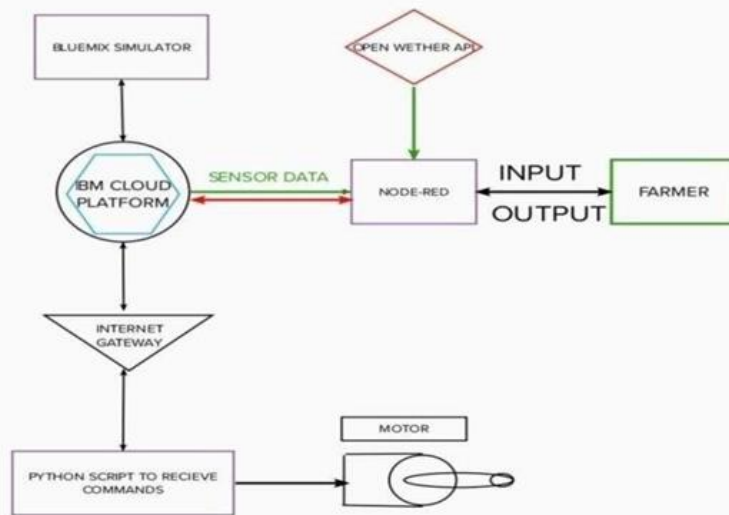 BLUEMIX SIMULATOR
OPEN WETHER API
IBM CLOUD
PLATFORM
SENSOR DATA
NODE-RED
INPUT
OUTPUT
FARMER
INTERNET
GATEWAY
MOTOR
PYTHON SCRIPT TO RECIEVE
COMMANDS